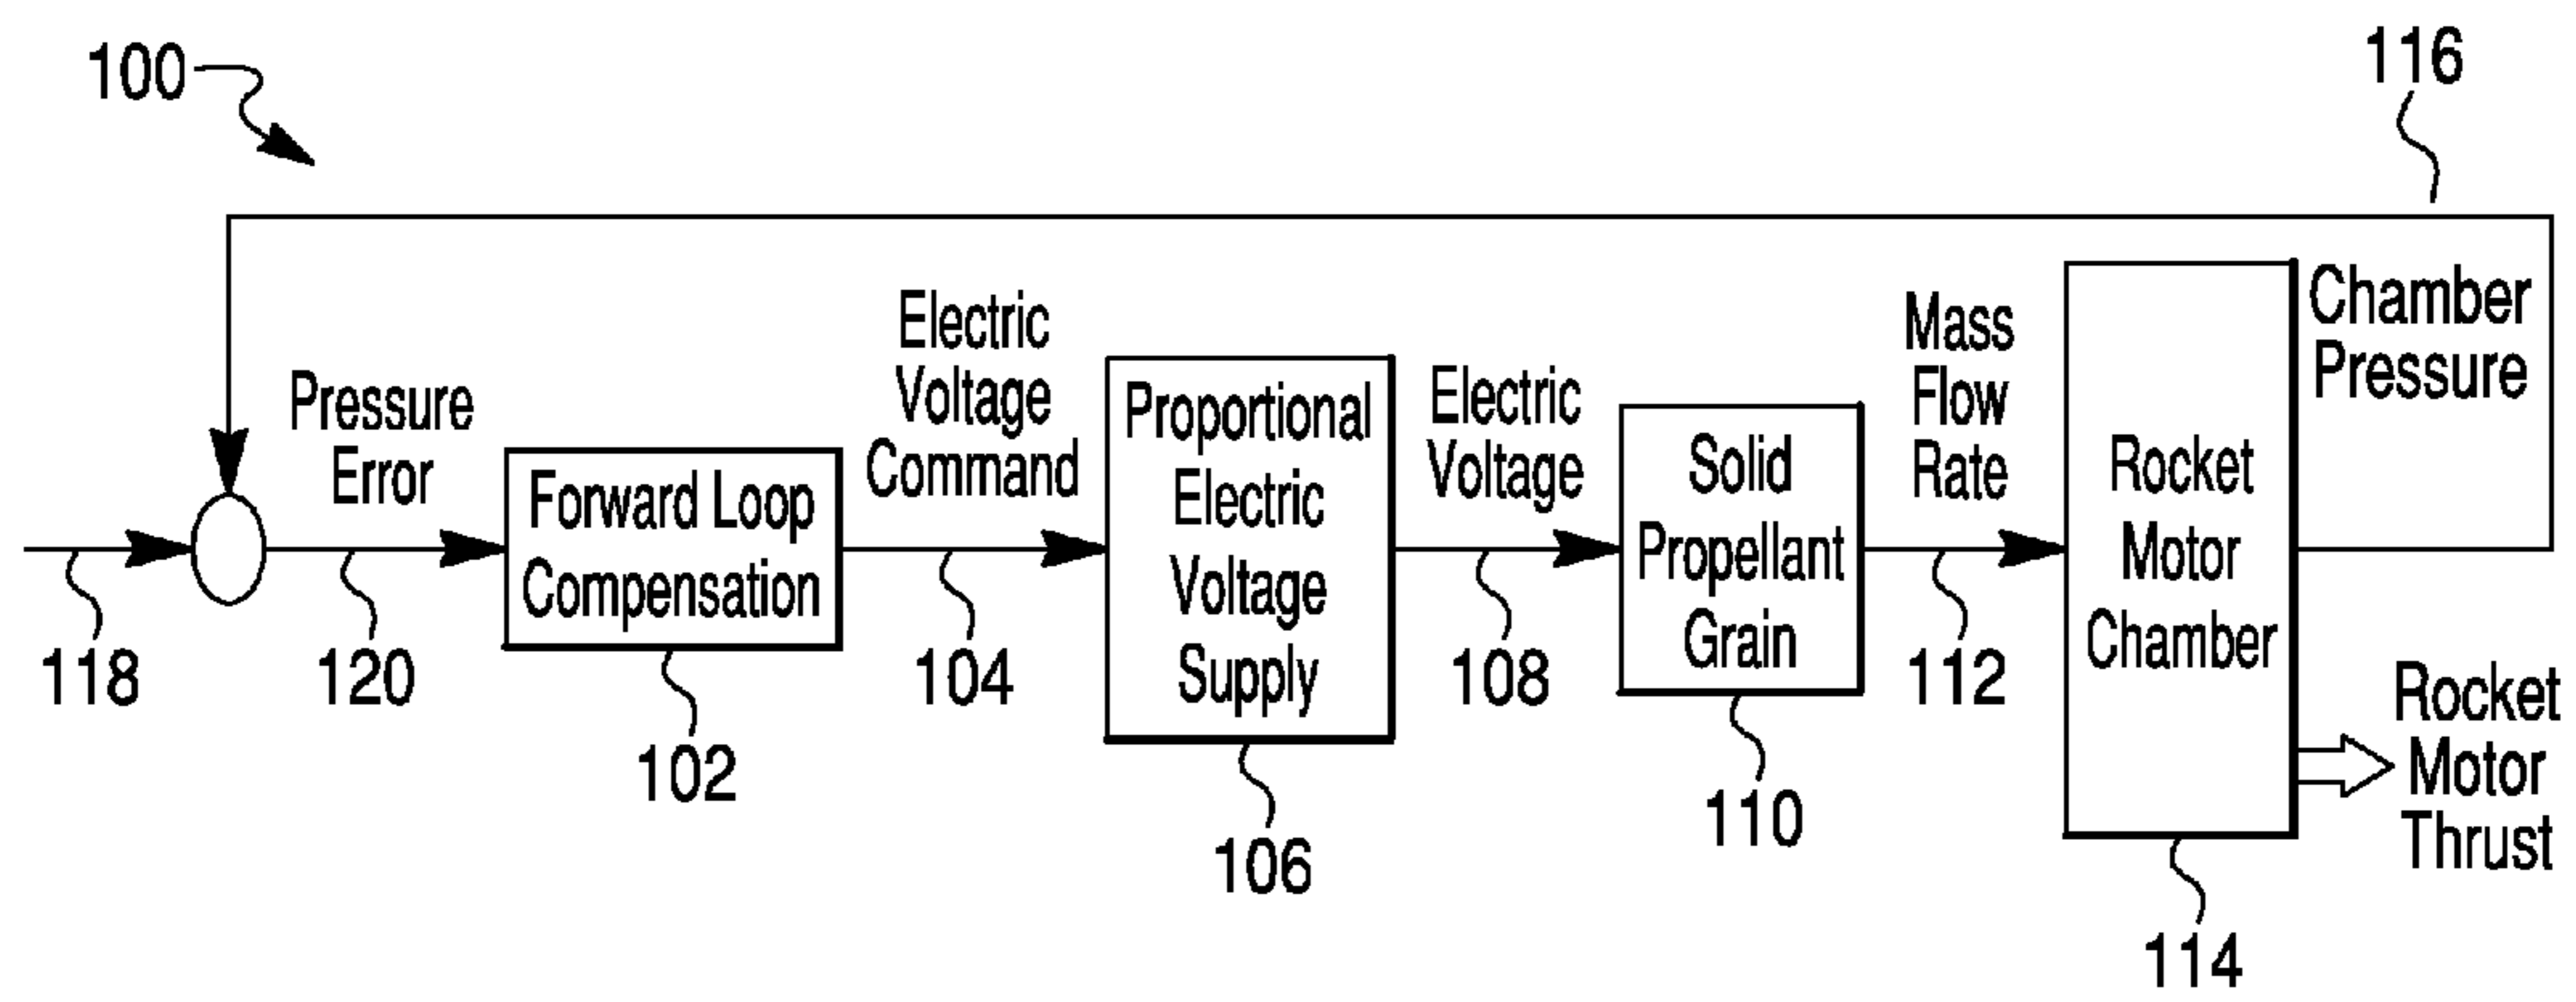 100
116
Chamber
Pressure
Electric
Voltage
Command
Mass
Flow
Rate
Pressure
Error
Electric
Voltage
Forward Loop
Compensation
Proportional
Electric
Voltage
Supply
Solid
Propellant
Grain
Rocket
Motor
Chamber
118
120
102
104
106
108
110
112
114
Rocket
Motor
Thrust